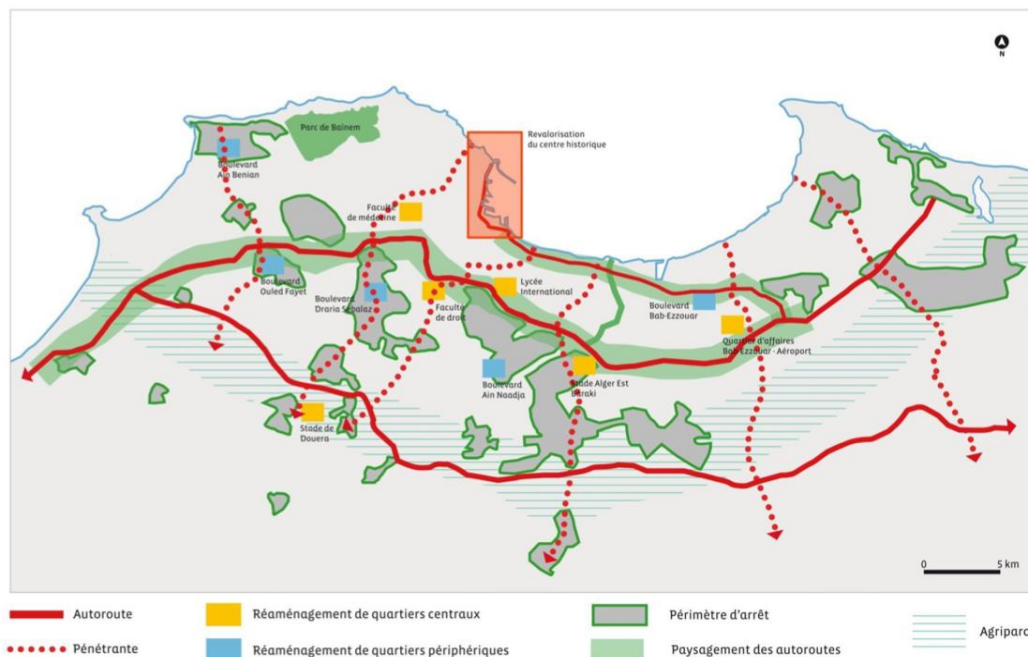 N
Parc de Baïnem
Revalorisation
du centre historique
Boulevard
Ain Benian
Faculté
de médecine
Boulevard
Ouled Fayet
Boulevard
Draria Sebalaz
Faculté
de droit
Lycée
International
Boulevard
Bab-Ezzouar
Quartier d'affaires
Bab-Ezzouar - Aéroport
Boulevard
Ain Naadja
Stade Alger Est
Baraki
Stade de
Douera
0 5 km
Autoroute
Réaménagement de quartiers centraux
Périmètre d'arrêt
Agriparc
Pénétrante
Réaménagement de quartiers périphériques
Paysagement des autoroutes